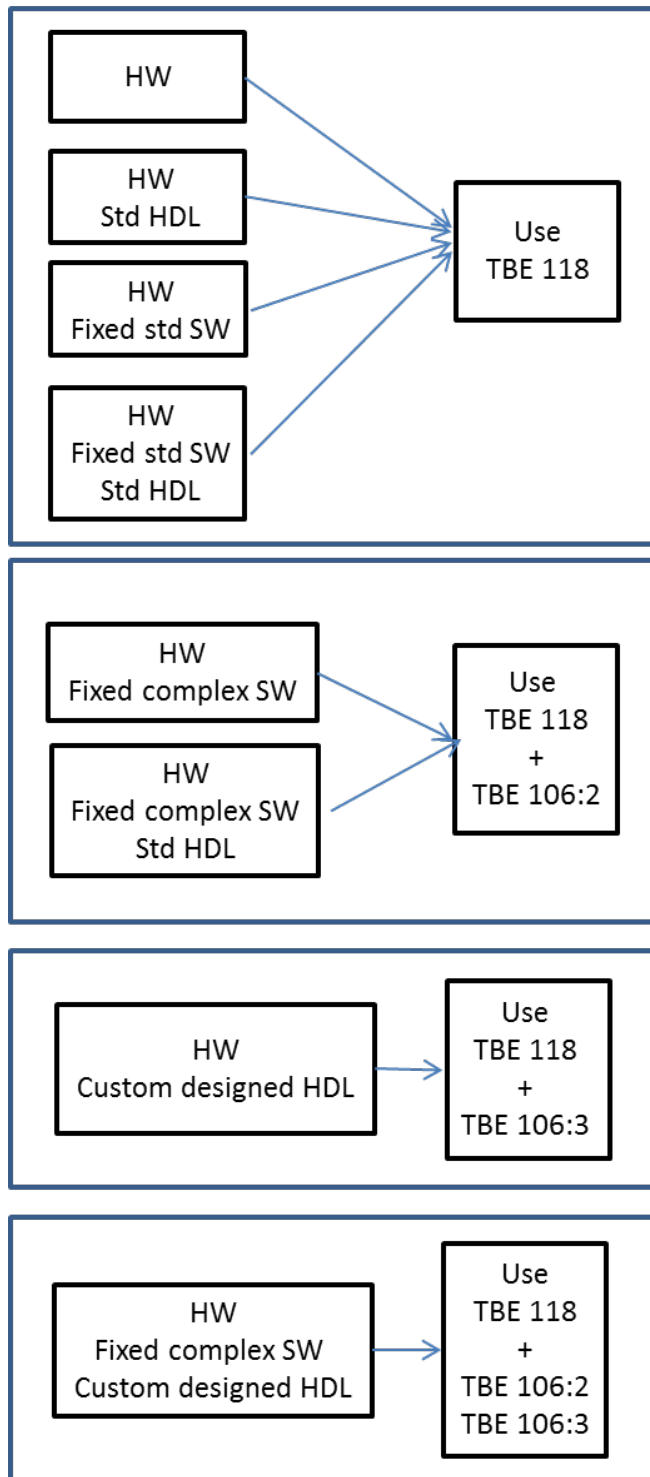 HW
HW
Std HDL
HW
Fixed std SW
HW
Fixed std SW
Std HDL
Use
TBE 118
HW
Fixed complex SW
HW
Fixed complex SW
Std HDL
Use
TBE 118
+
TBE 106:2
HW
Custom designed HDL
Use
TBE 118
+
TBE 106:3
HW
Fixed complex SW
Custom designed HDL
Use
TBE 118
+
TBE 106:2
TBE 106:3